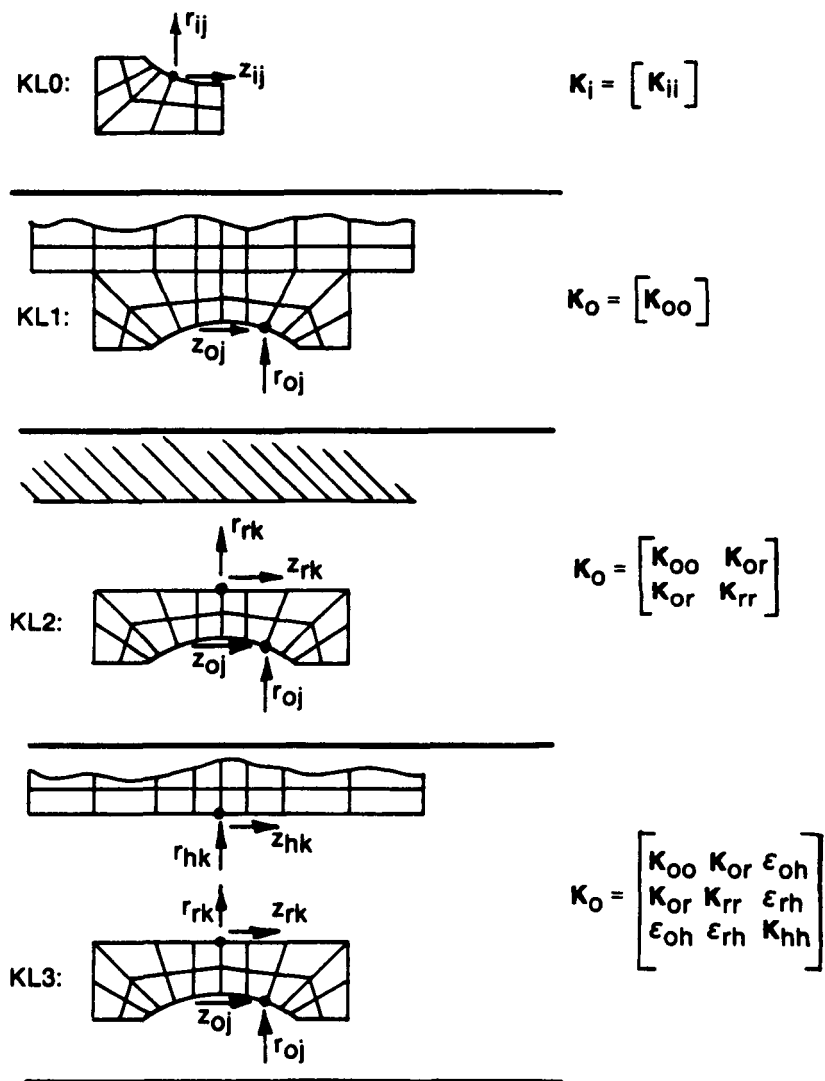 r_ij
z_ij
KL0:
K_i = [K_ii]
KL1:
z_oj
r_oj
K_o = [K_oo]
r_rk
z_rk
KL2:
z_oj
r_oj
K_o = [K_oo K_or
K_or K_rr]
z_hk
r_hk
r_rk
z_rk
KL3:
z_oj
r_oj
K_o = [K_oo K_or ε_oh
K_or K_rr ε_rh
ε_oh ε_rh K_hh]